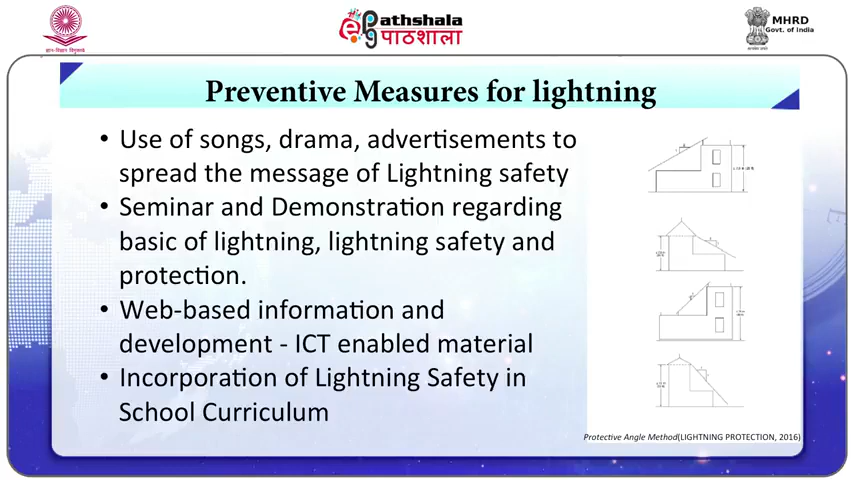 ज्ञान-विज्ञान विमुक्तये
ePathshala
पाठशाला
MHRD
Govt. of India
Preventive Measures for lightning
• Use of songs, drama, advertisements to
spread the message of Lightning safety
• Seminar and Demonstration regarding
basic of lightning, lightning safety and
protection.
• Web-based information and
development - ICT enabled material
• Incorporation of Lightning Safety in
School Curriculum
Protective Angle Method(LIGHTNING PROTECTION, 2016)